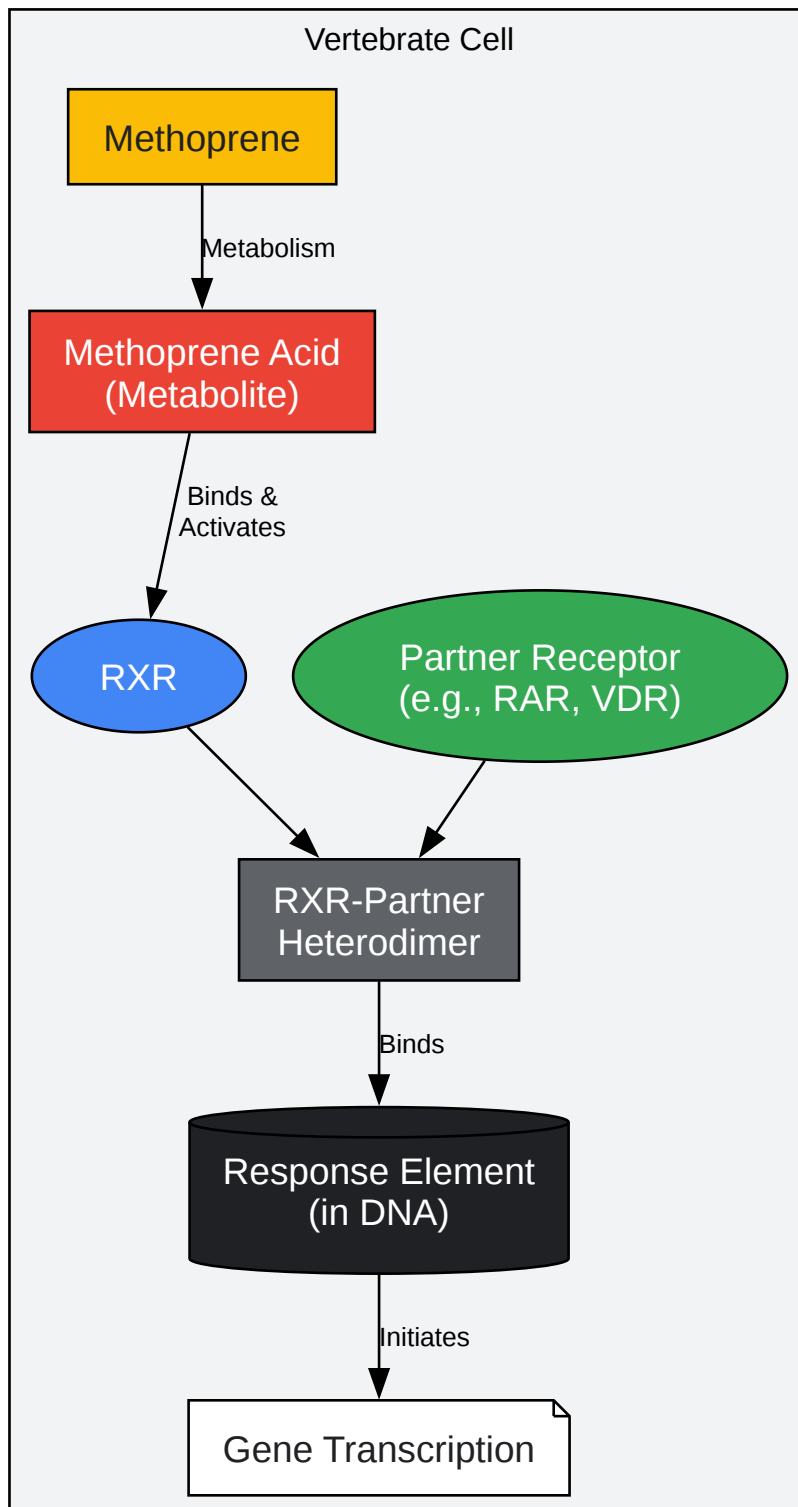 Vertebrate Cell
Methoprene
Metabolism
Methoprene Acid
(Metabolite)
Binds &
Activates
RXR
Partner Receptor
(e.g., RAR, VDR)
RXR-Partner
Heterodimer
Binds
Response Element
(in DNA)
Initiates
Gene Transcription